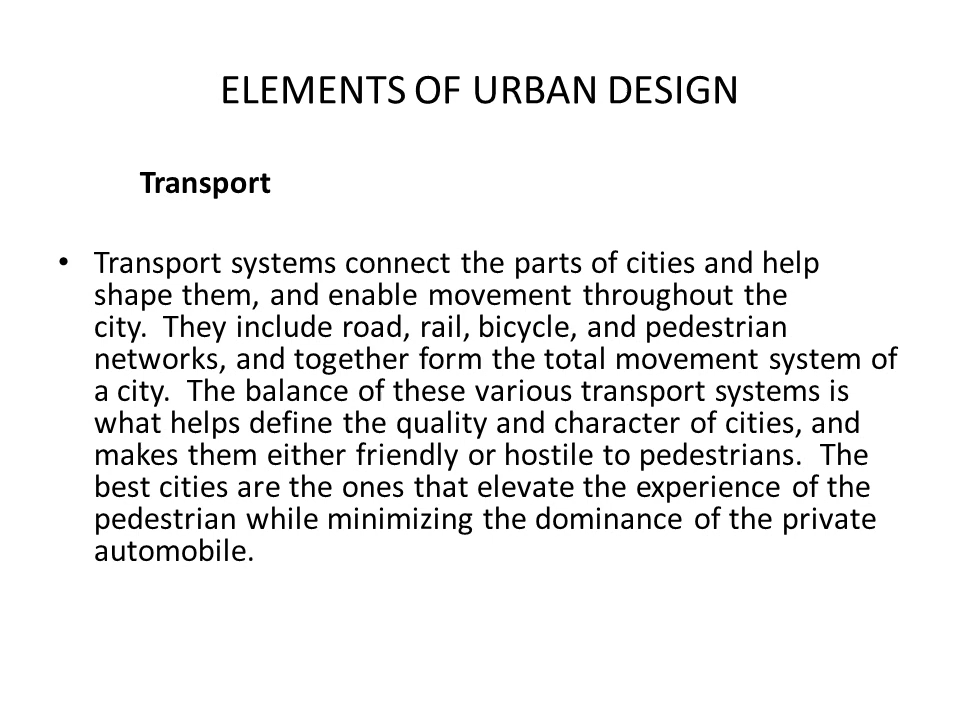 ELEMENTS OF URBAN DESIGN
Transport
• Transport systems connect the parts of cities and help
shape them, and enable movement throughout the
city.  They include road, rail, bicycle, and pedestrian
networks, and together form the total movement system of
a city.  The balance of these various transport systems is
what helps define the quality and character of cities, and
makes them either friendly or hostile to pedestrians.  The
best cities are the ones that elevate the experience of the
pedestrian while minimizing the dominance of the private
automobile.